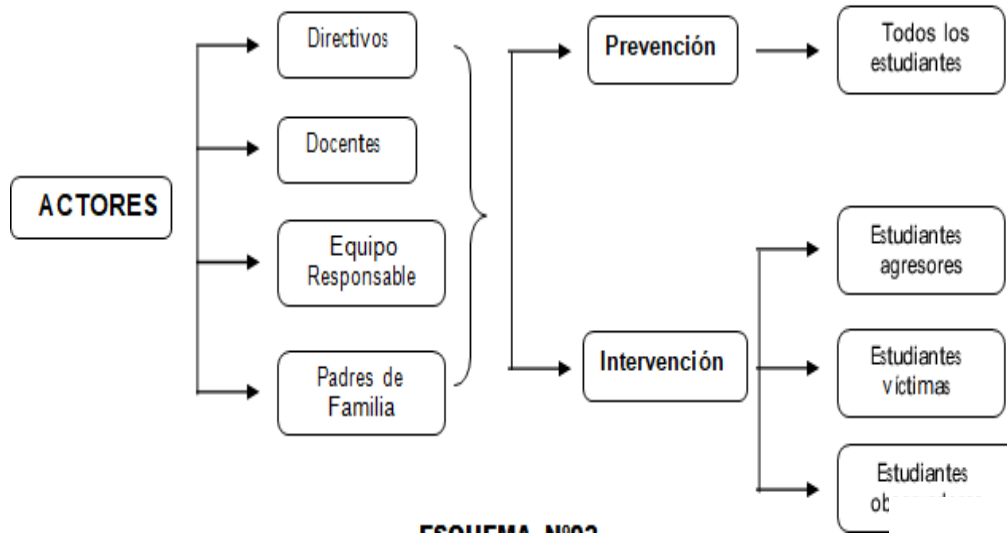 ACTORES
Directivos
Docentes
Equipo
Responsable
Padres de
Familia
Prevención
Intervención
Todos los
estudiantes
Estudiantes
agresores
Estudiantes
víctimas
Estudiantes